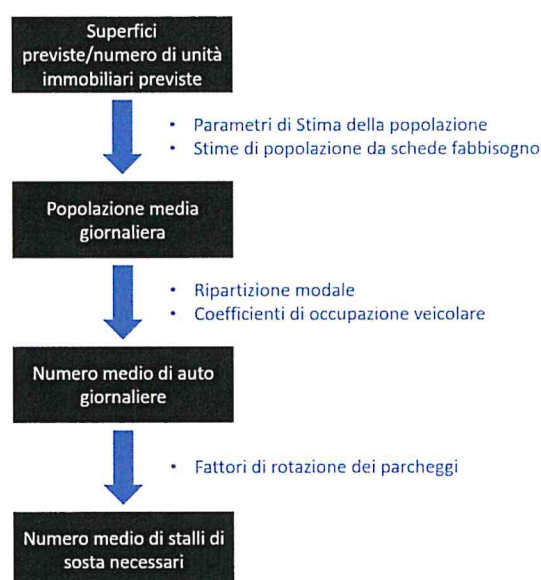 Superfici
previste/numero di unità
immobiliari previste
• Parametri di Stima della popolazione
• Stime di popolazione da schede fabbisogno
Popolazione media
giornaliera
• Ripartizione modale
• Coefficienti di occupazione veicolare
Numero medio di auto
giornaliere
• Fattori di rotazione dei parcheggi
Numero medio di stalli di
sosta necessari